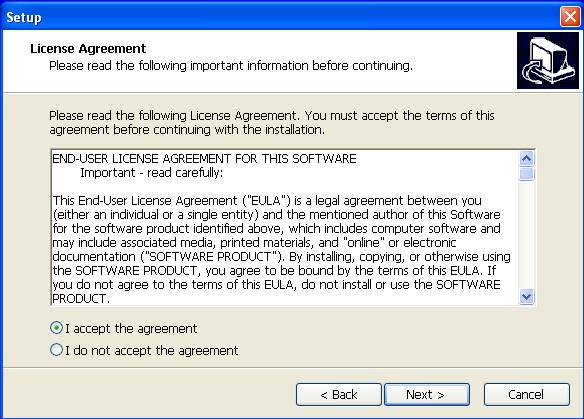 Setup
License Agreement
Please read the following important information before continuing.
Please read the following License Agreement. You must accept the terms of this
agreement before continuing with the installation.
END-USER LICENSE AGREEMENT FOR THIS SOFTWARE
Important - read carefully:
This End-User License Agreement ("EULA") is a legal agreement between you
(either an individual or a single entity) and the mentioned author of this Software
for the software product identified above, which includes computer software and
may include associated media, printed materials, and "online" or electronic
documentation ("SOFTWARE PRODUCT"). By installing, copying, or otherwise using
the SOFTWARE PRODUCT, you agree to be bound by the terms of this EULA. If
you do not agree to the terms of this EULA, do not install or use the SOFTWARE
PRODUCT.
I accept the agreement
I do not accept the agreement
< Back Next > Cancel